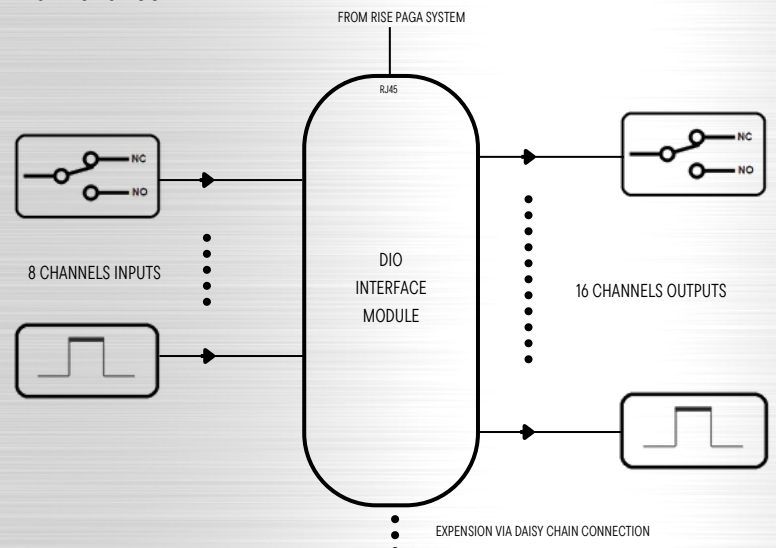 FROM RISE PAGA SYSTEM
RJ45
NC
NO
NC
NO
8 CHANNELS INPUTS
DIO
INTERFACE
MODULE
16 CHANNELS OUTPUTS
EXPENSION VIA DAISY CHAIN CONNECTION